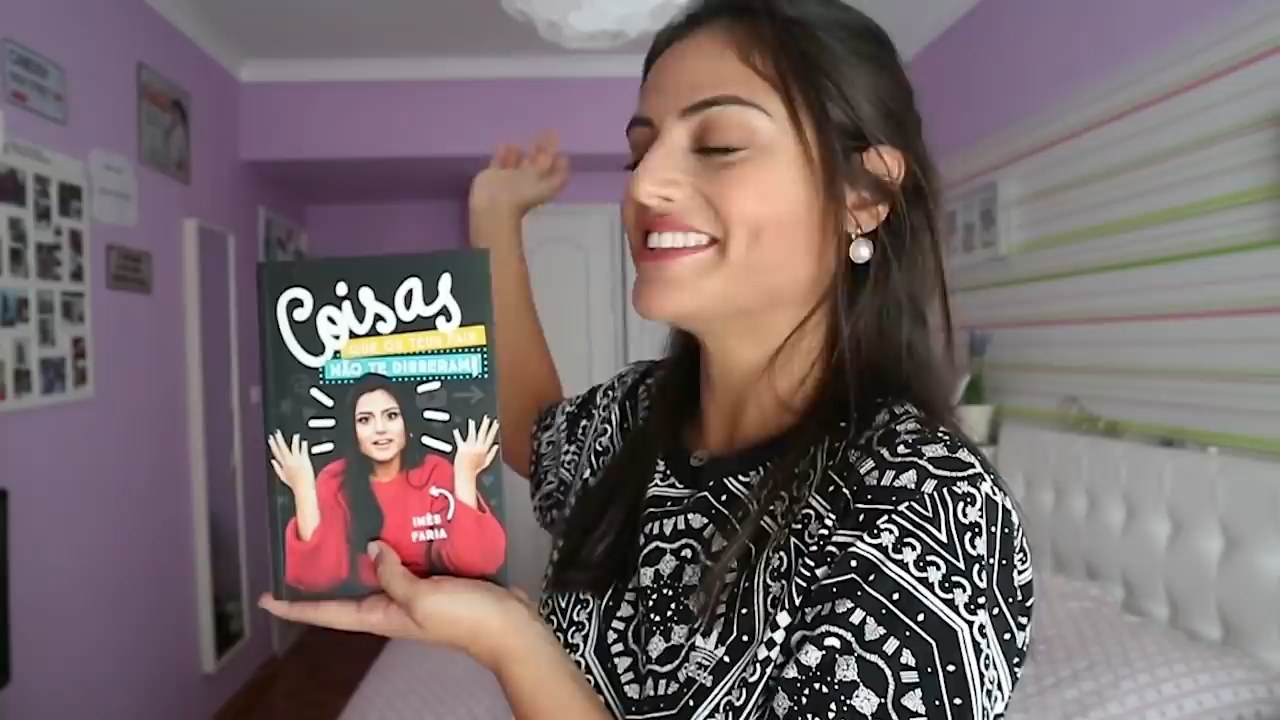 Coisas
QUE OS TEUS PAIS
NÃO TE DISSERAM!
INÊS
FARIA